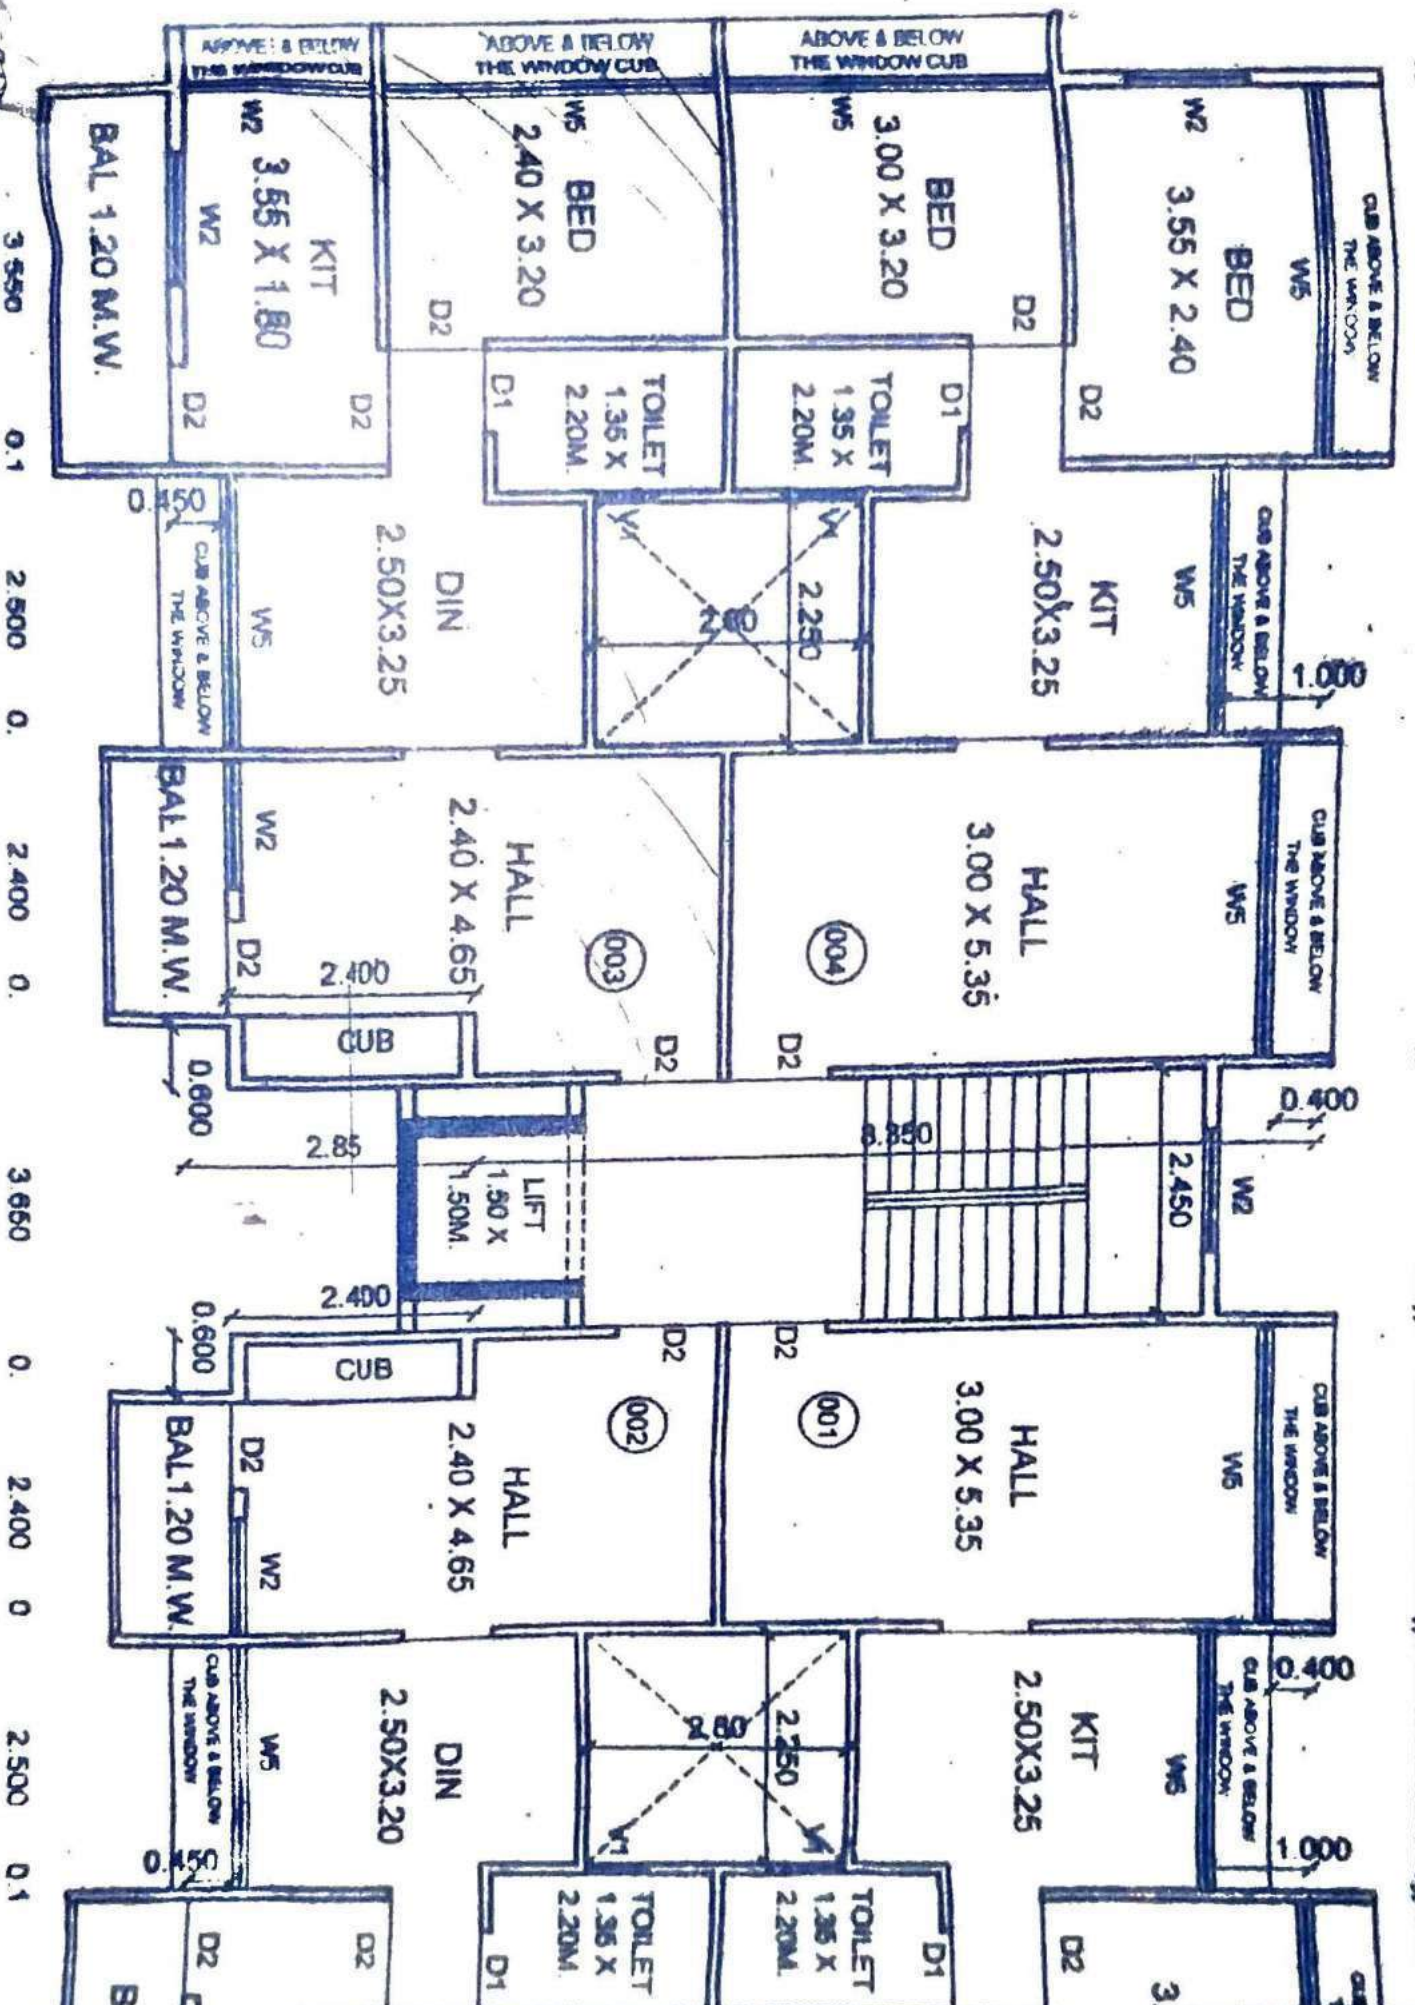 ABOVE & BELOW
THE WINDOW CUB
ABOVE & BELOW
THE WINDOW CUB
ABOVE & BELOW
THE WINDOW CUB
CUB ABOVE & BELOW
THE WINDOW
W5
BED
3.55 X 2.40
W2
D2
BED
3.00 X 3.20
W5
D2
BED
2.40 X 3.20
W5
D2
KIT
3.55 X 1.80
W2
W2
D2
D2
BAL 1.20 M.W.
TOILET
1.35 X
2.20M.
D1
TOILET
1.35 X
2.20M.
D1
CUB ABOVE & BELOW
THE WINDOW
1.000
W5
KIT
2.50X3.25
V1
V1
2.250
DIN
2.50X3.25
W5
0.450
CUB ABOVE & BELOW
THE WINDOW
CUB ABOVE & BELOW
THE WINDOW
W5
HALL
3.00 X 5.35
004
D2
HALL
2.40 X 4.65
003
D2
W2
D2
BAL 1.20 M.W.
2.400
CUB
0.600
0.400
W2
2.450
2.85
LIFT
1.50 X
1.50M.
2.400
0.600
CUB
CUB ABOVE & BELOW
THE WINDOW
W5
HALL
3.00 X 5.35
001
D2
HALL
2.40 X 4.65
002
D2
D2
W2
BAL 1.20 M.W.
0.400
CUB ABOVE & BELOW
THE WINDOW
1.000
W5
KIT
2.50X3.25
2.250
V1
V1
DIN
2.50X3.20
W5
CUB ABOVE & BELOW
THE WINDOW
0.450
TOILET
1.35 X
2.20M.
D1
TOILET
1.35 X
2.20M.
D1
D2
D2
D2
3.
B
3.550 0.1 2.500 0. 2.400 0. 3.650 0. 2.400 0 2.500 0.1